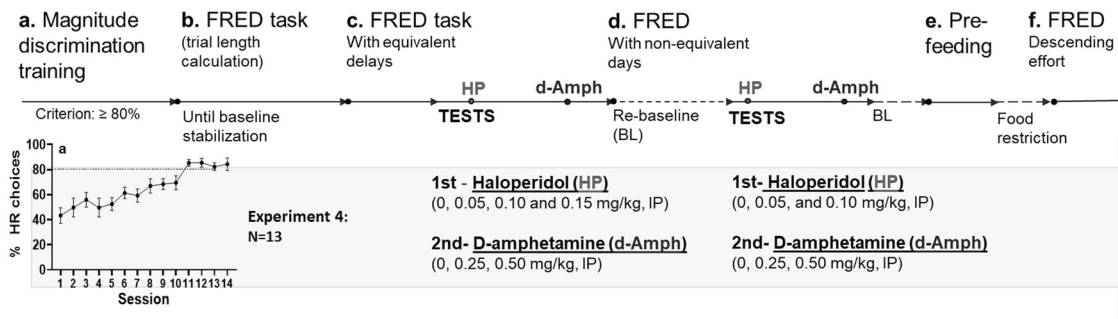 a. Magnitude
discrimination
training
b. FRED task
(trial length
calculation)
c. FRED task
With equivalent
delays
d. FRED
With non-equivalent
days
e. Pre-
feeding
f. FRED
Descending
effort
HP
d-Amph
HP
d-Amph
Criterion: ≥ 80%
Until baseline
stabilization
TESTS
Re-baseline
(BL)
TESTS
BL
Food
restriction
a
% HR choices
100
80
60
40
20
0
1 2 3 4 5 6 7 8 9 10 11 12 13 14
Session
Experiment 4:
N=13
1st - Haloperidol (HP)
(0, 0.05, 0.10 and 0.15 mg/kg, IP)
2nd- D-amphetamine (d-Amph)
(0, 0.25, 0.50 mg/kg, IP)
1st- Haloperidol (HP)
(0, 0.05, and 0.10 mg/kg, IP)
2nd- D-amphetamine (d-Amph)
(0, 0.25, 0.50 mg/kg, IP)